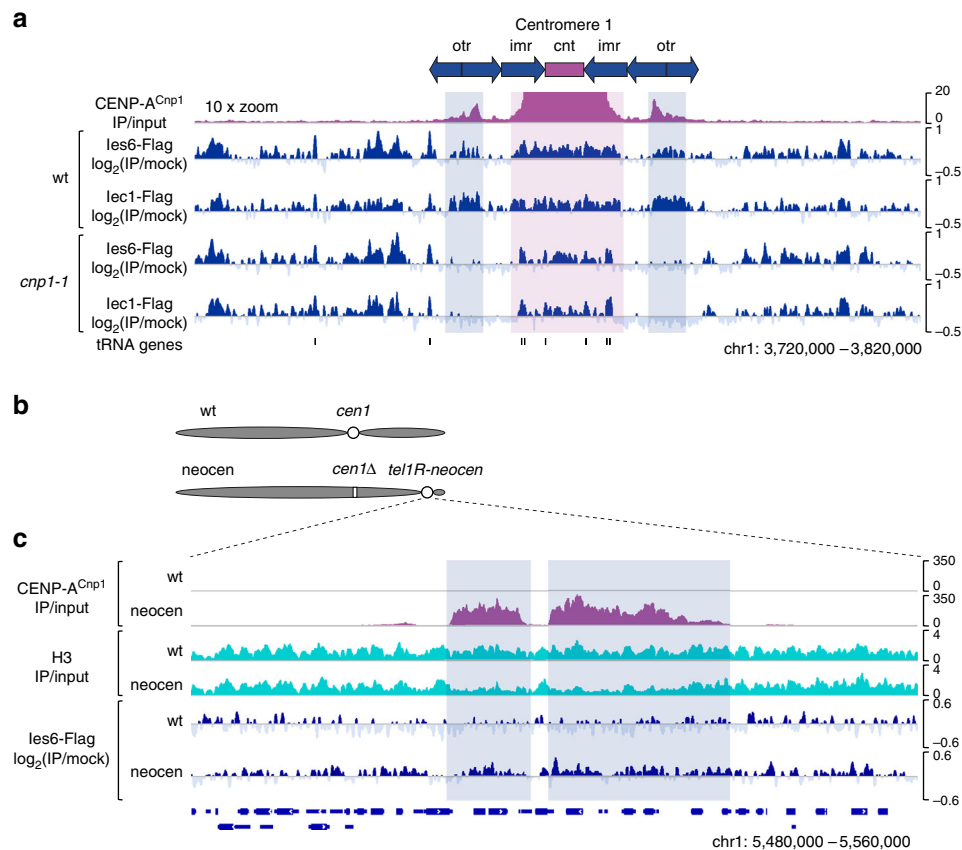 a
Centromere 1
otr imr cnt imr otr
CENP-A^Cnp1 IP/input
10 x zoom
20
0
wt
Ies6-Flag log₂(IP/mock)
1
−0.5
Iec1-Flag log₂(IP/mock)
1
−0.5
cnp1-1
Ies6-Flag log₂(IP/mock)
1
−0.5
Iec1-Flag log₂(IP/mock)
1
−0.5
tRNA genes
chr1: 3,720,000 – 3,820,000
b
wt cen1
neocen cen1Δ tel1R-neocen
c
CENP-A^Cnp1 IP/input
wt
350
0
neocen
350
0
H3 IP/input
wt
4
0
neocen
4
0
Ies6-Flag log₂(IP/mock)
wt
0.6
−0.6
neocen
0.6
−0.6
chr1: 5,480,000 – 5,560,000